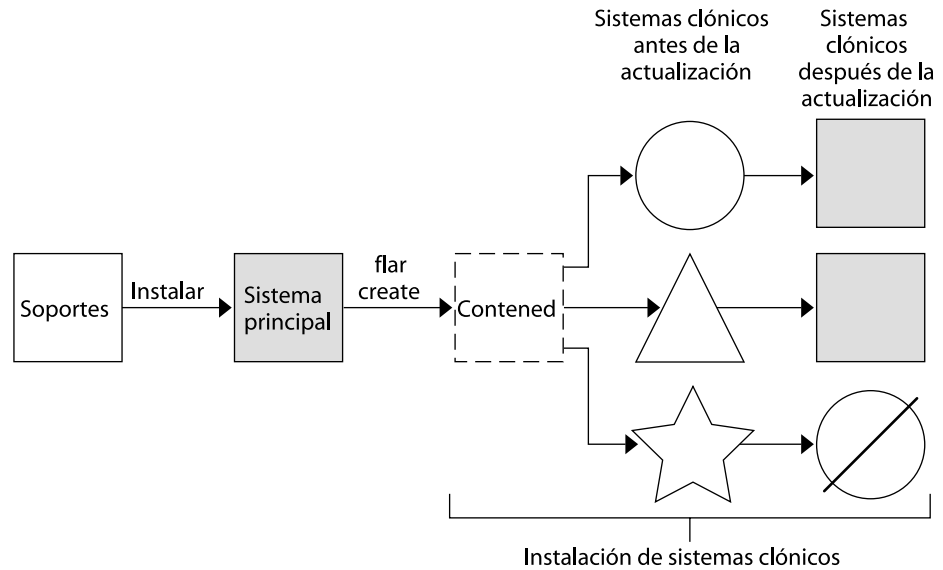 Sistemas clónicos
antes de la
actualización
Sistemas
clónicos
después de la
actualización
Soportes
Instalar
Sistema
principal
flar
create
Contened
Instalación de sistemas clónicos